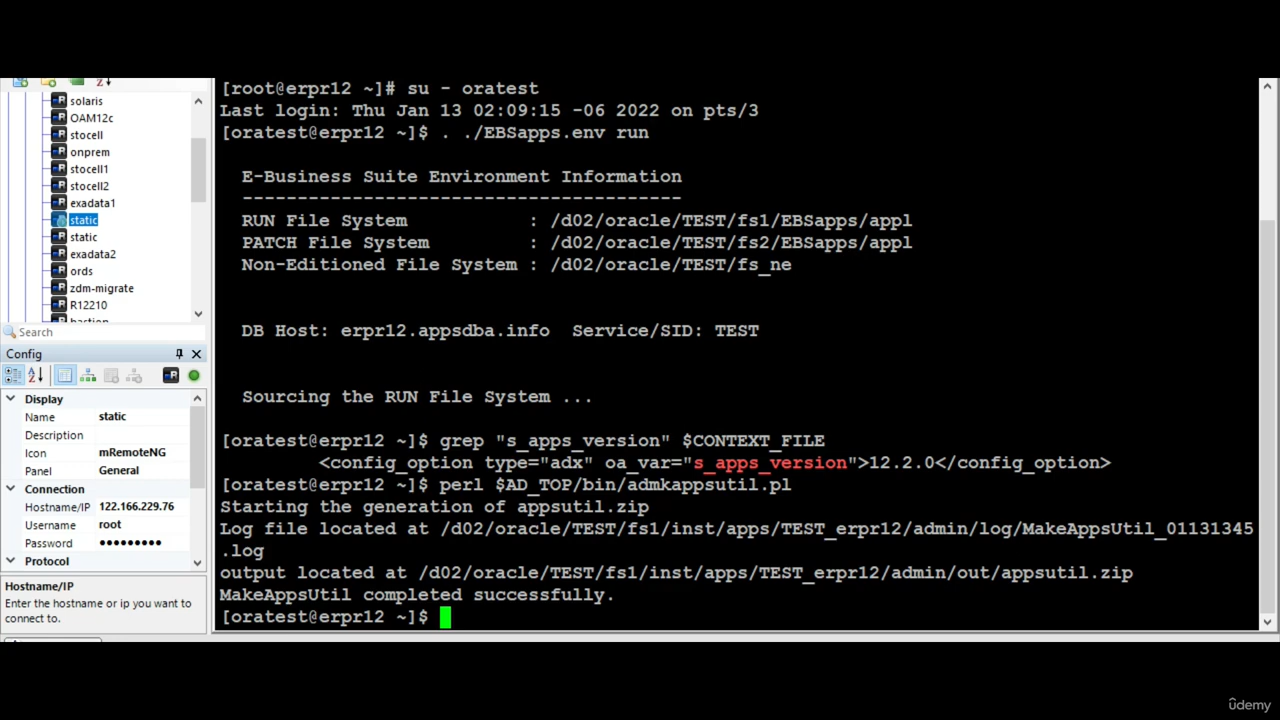 solaris
OAM12c
stocell
onprem
stocell1
stocell2
exadata1
static
static
exadata2
ords
zdm-migrate
R12210
bastion
Search
Config
Display
Name static
Description
Icon mRemoteNG
Panel General
Connection
Hostname/IP 122.166.229.76
Username root
Password ●●●●●●●●●
Protocol
Hostname/IP
Enter the hostname or ip you want to
connect to.
[root@erpr12 ~]# su - oratest
Last login: Thu Jan 13 02:09:15 -06 2022 on pts/3
[oratest@erpr12 ~]$ . ./EBSapps.env run
E-Business Suite Environment Information
----------------------------------------
RUN File System : /d02/oracle/TEST/fs1/EBSapps/appl
PATCH File System : /d02/oracle/TEST/fs2/EBSapps/appl
Non-Editioned File System : /d02/oracle/TEST/fs_ne
DB Host: erpr12.appsdba.info Service/SID: TEST
Sourcing the RUN File System ...
[oratest@erpr12 ~]$ grep "s_apps_version" $CONTEXT_FILE
<config_option type="adx" oa_var="s_apps_version">12.2.0</config_option>
[oratest@erpr12 ~]$ perl $AD_TOP/bin/admkappsutil.pl
Starting the generation of appsutil.zip
Log file located at /d02/oracle/TEST/fs1/inst/apps/TEST_erpr12/admin/log/MakeAppsUtil_01131345
.log
output located at /d02/oracle/TEST/fs1/inst/apps/TEST_erpr12/admin/out/appsutil.zip
MakeAppsUtil completed successfully.
[oratest@erpr12 ~]$
ûdemy